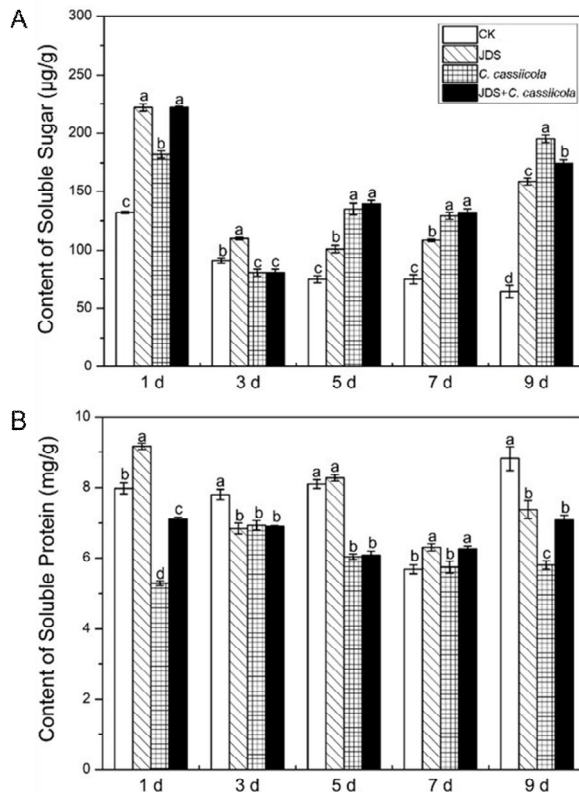 A
Content of Soluble Sugar (µg/g)
300
250
200
150
100
50
0
CK
JDS
C. cassiicola
JDS+C. cassiicola
c a b a
b a c c
c b a a
c b a a
d c a b
1 d 3 d 5 d 7 d 9 d
B
Content of Soluble Protein (mg/g)
10
8
6
4
2
0
b a d c
a b b b
a a b b
b a b a
a b c b
1 d 3 d 5 d 7 d 9 d